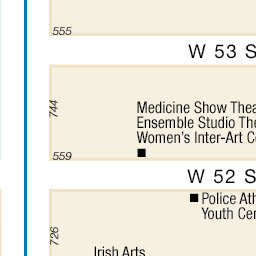 555
W 53 S
744
Medicine Show Thea
Ensemble Studio The
Women's Inter-Art C
559
W 52 S
Police Ath
Youth Cen
726
Irish Arts